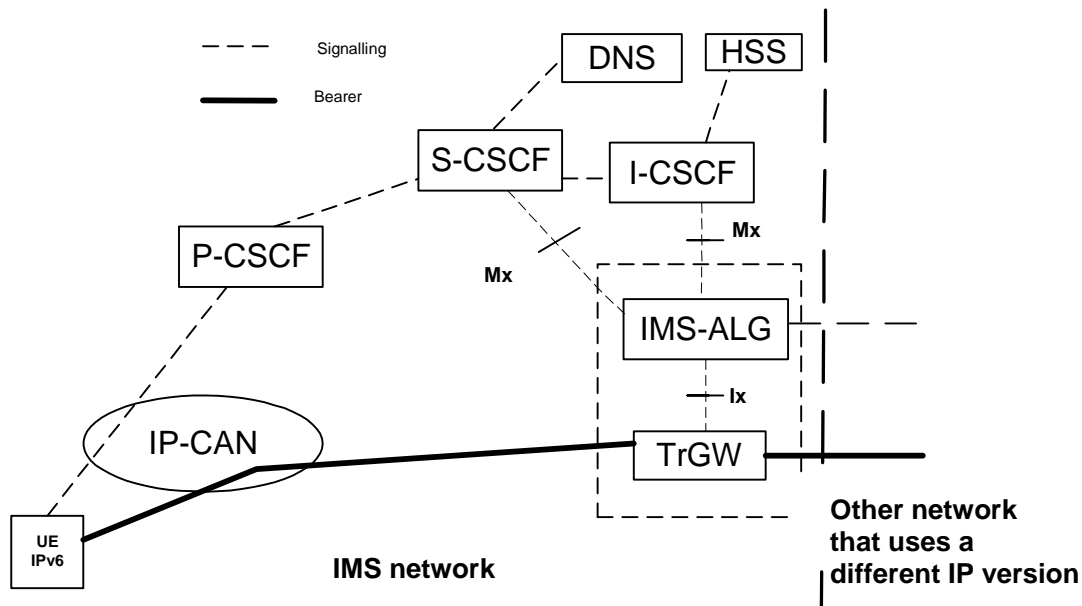 Signalling
Bearer
DNS
HSS
S-CSCF
I-CSCF
P-CSCF
Mx
Mx
IMS-ALG
Ix
IP-CAN
TrGW
UE
IPv6
IMS network
Other network
that uses a
different IP version